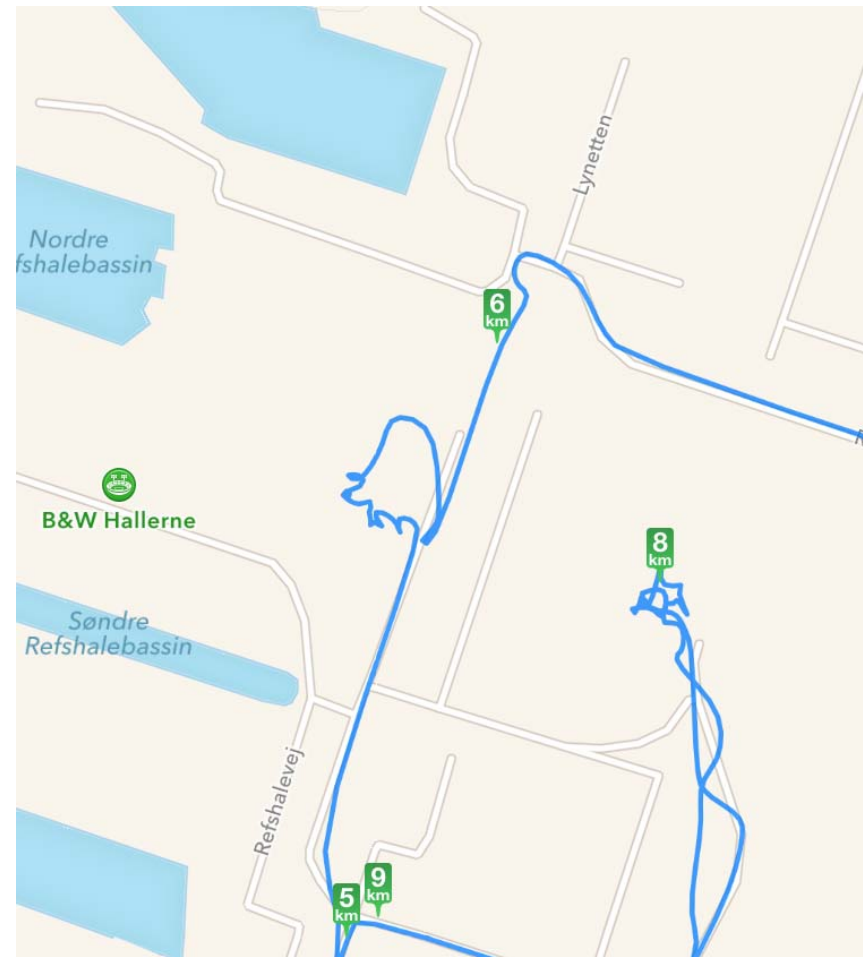 Lynetten
Nordre
fshalebassin
6
km
B&W Hallerne
8
km
Søndre
Refshalebassin
Refshalevej
9
km
5
km